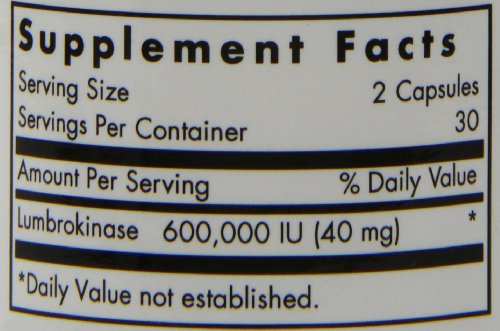 Supplement Facts
Serving Size 2 Capsules
Servings Per Container 30
Amount Per Serving % Daily Value
Lumbrokinase 600,000 IU (40 mg) *
*Daily Value not established.